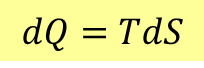 dQ = TdS